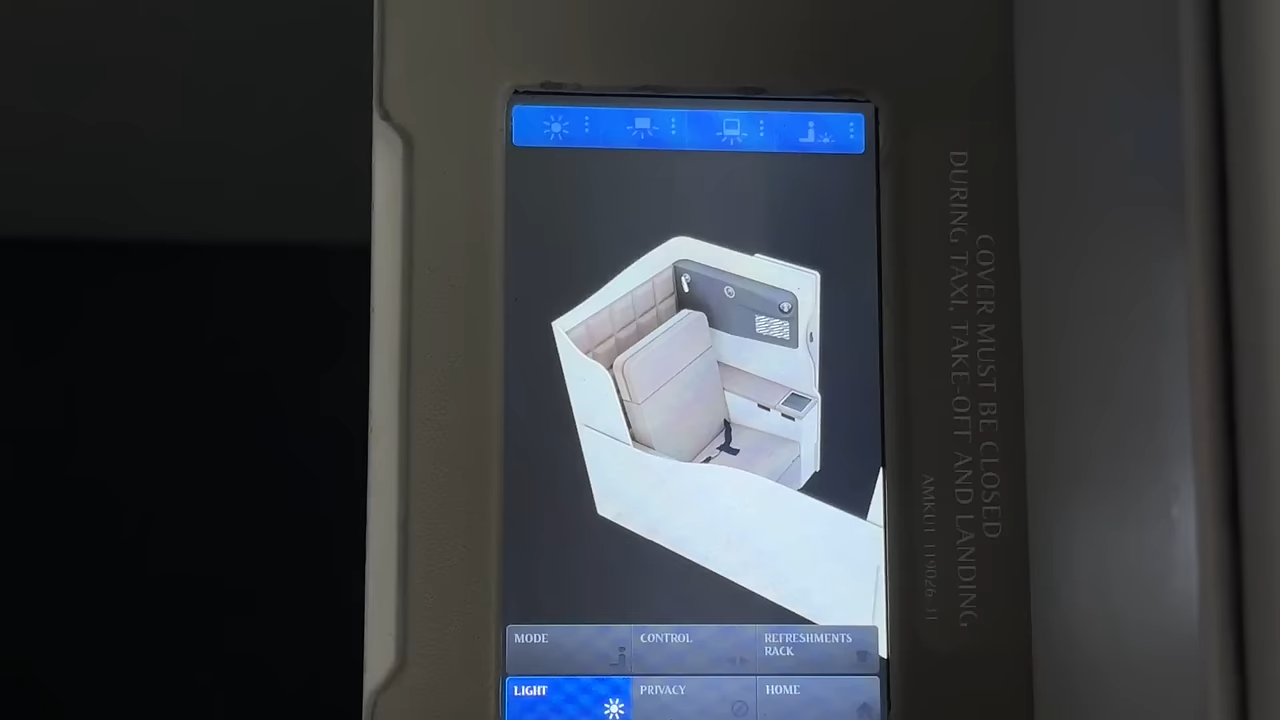 MODE
CONTROL
REFRESHMENTS
RACK
LIGHT
PRIVACY
HOME
COVER MUST BE CLOSED
DURING TAXI, TAKE-OFF AND LANDING